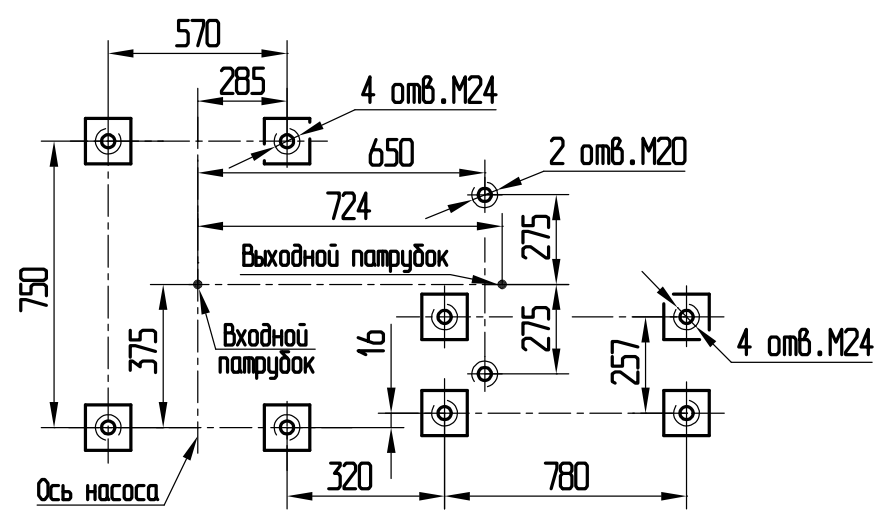 570
285
4 отв.М24
650
2 отв.М20
724
275
Выходной патрубок
750
375
Входной
патрубок
16
275
257
4 отв.М24
Ось насоса
320
780